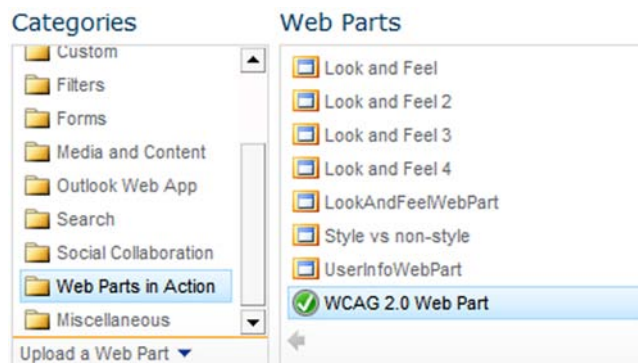 Categories
Custom
Filters
Forms
Media and Content
Outlook Web App
Search
Social Collaboration
Web Parts in Action
Miscellaneous
Upload a Web Part
Web Parts
Look and Feel
Look and Feel 2
Look and Feel 3
Look and Feel 4
LookAndFeelWebPart
Style vs non-style
UserInfoWebPart
WCAG 2.0 Web Part